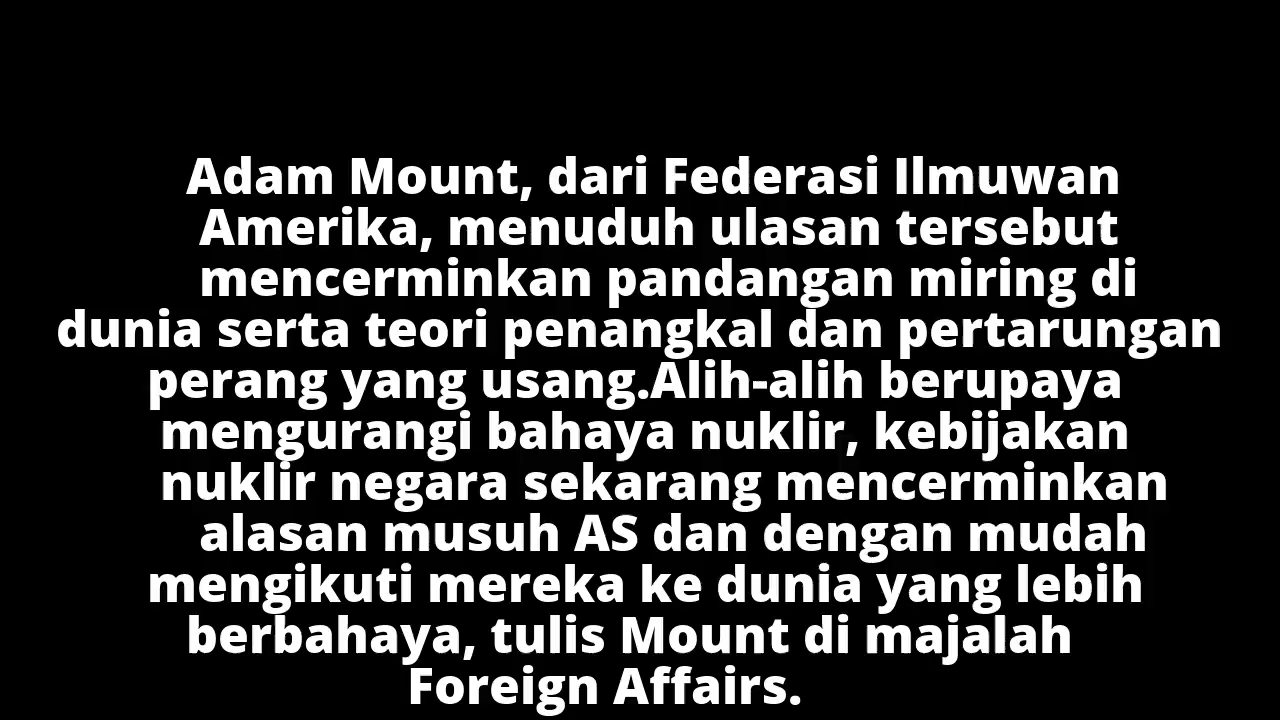 Adam Mount, dari Federasi Ilmuwan
Amerika, menuduh ulasan tersebut
mencerminkan pandangan miring di
dunia serta teori penangkal dan pertarungan
perang yang usang.Alih-alih berupaya
mengurangi bahaya nuklir, kebijakan
nuklir negara sekarang mencerminkan
alasan musuh AS dan dengan mudah
mengikuti mereka ke dunia yang lebih
berbahaya, tulis Mount di majalah
Foreign Affairs.